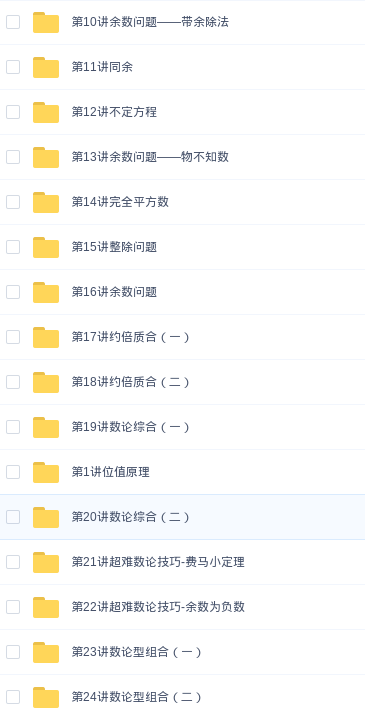 第10讲余数问题——带余除法
第11讲同余
第12讲不定方程
第13讲余数问题——物不知数
第14讲完全平方数
第15讲整除问题
第16讲余数问题
第17讲约倍质合（一）
第18讲约倍质合（二）
第19讲数论综合（一）
第1讲位值原理
第20讲数论综合（二）
第21讲超难数论技巧-费马小定理
第22讲超难数论技巧-余数为负数
第23讲数论型组合（一）
第24讲数论型组合（二）